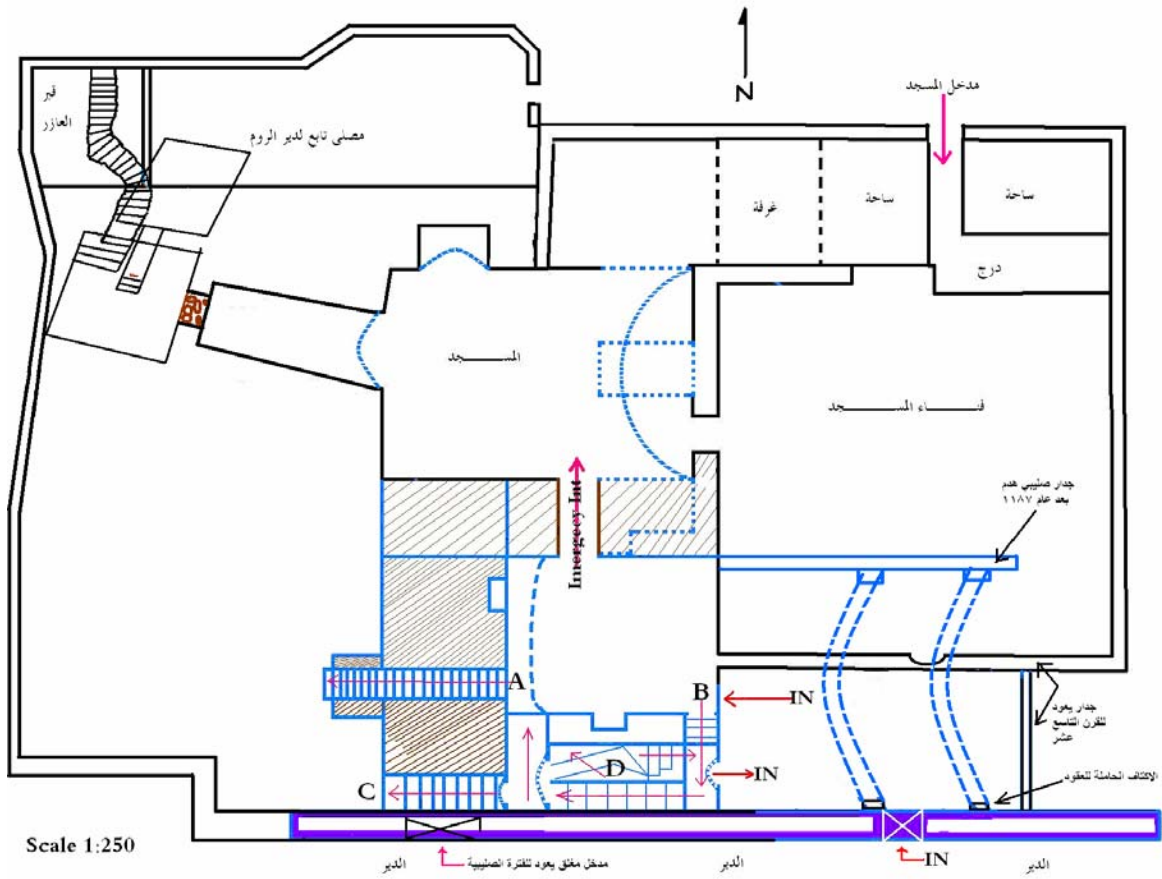 مدخل المسجد
N
قبر
العازر
مصلى تابع لدير الروم
غرفة
ساحة
ساحة
درج
المسجد
فناء المسجد
جدار صليبي هدم
بعد عام ١١٨٧
Imergecy Int
A
B
IN
جدار يعود
للقرن التاسع
عشر
D
IN
C
الاكتاف الحاملة للعقود
Scale 1:250
الدير
مدخل مغلق يعود للفترة الصليبية
الدير
IN
الدير